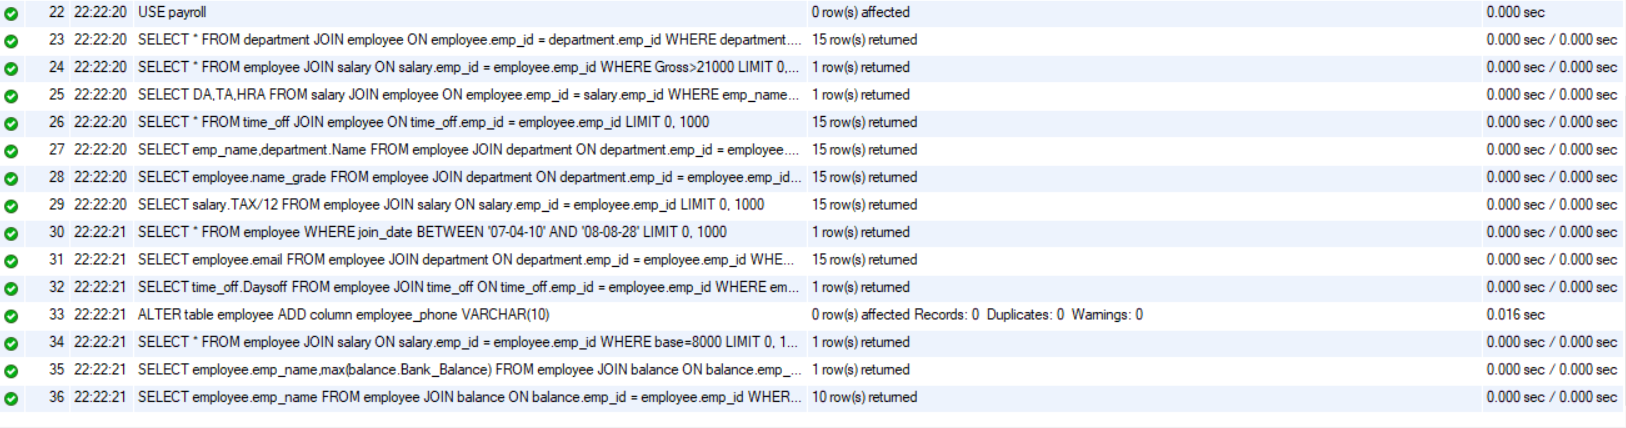 22 22:22:20 USE payroll 0 row(s) affected 0.000 sec
23 22:22:20 SELECT * FROM department JOIN employee ON employee.emp_id = department.emp_id WHERE department.... 15 row(s) returned 0.000 sec / 0.000 sec
24 22:22:20 SELECT * FROM employee JOIN salary ON salary.emp_id = employee.emp_id WHERE Gross>21000 LIMIT 0,... 1 row(s) returned 0.000 sec / 0.000 sec
25 22:22:20 SELECT DA,TA,HRA FROM salary JOIN employee ON employee.emp_id = salary.emp_id WHERE emp_name... 1 row(s) returned 0.000 sec / 0.000 sec
26 22:22:20 SELECT * FROM time_off JOIN employee ON time_off.emp_id = employee.emp_id LIMIT 0, 1000 15 row(s) returned 0.000 sec / 0.000 sec
27 22:22:20 SELECT emp_name,department.Name FROM employee JOIN department ON department.emp_id = employee.... 15 row(s) returned 0.000 sec / 0.000 sec
28 22:22:20 SELECT employee.name_grade FROM employee JOIN department ON department.emp_id = employee.emp_id... 15 row(s) returned 0.000 sec / 0.000 sec
29 22:22:20 SELECT salary.TAX/12 FROM employee JOIN salary ON salary.emp_id = employee.emp_id LIMIT 0, 1000 15 row(s) returned 0.000 sec / 0.000 sec
30 22:22:21 SELECT * FROM employee WHERE join_date BETWEEN '07-04-10' AND '08-08-28' LIMIT 0, 1000 1 row(s) returned 0.000 sec / 0.000 sec
31 22:22:21 SELECT employee.email FROM employee JOIN department ON department.emp_id = employee.emp_id WHE... 15 row(s) returned 0.000 sec / 0.000 sec
32 22:22:21 SELECT time_off.Daysoff FROM employee JOIN time_off ON time_off.emp_id = employee.emp_id WHERE em... 1 row(s) returned 0.000 sec / 0.000 sec
33 22:22:21 ALTER table employee ADD column employee_phone VARCHAR(10) 0 row(s) affected Records: 0 Duplicates: 0 Warnings: 0 0.016 sec
34 22:22:21 SELECT * FROM employee JOIN salary ON salary.emp_id = employee.emp_id WHERE base=8000 LIMIT 0, 1... 1 row(s) returned 0.000 sec / 0.000 sec
35 22:22:21 SELECT employee.emp_name,max(balance.Bank_Balance) FROM employee JOIN balance ON balance.emp_... 1 row(s) returned 0.000 sec / 0.000 sec
36 22:22:21 SELECT employee.emp_name FROM employee JOIN balance ON balance.emp_id = employee.emp_id WHER... 10 row(s) returned 0.000 sec / 0.000 sec